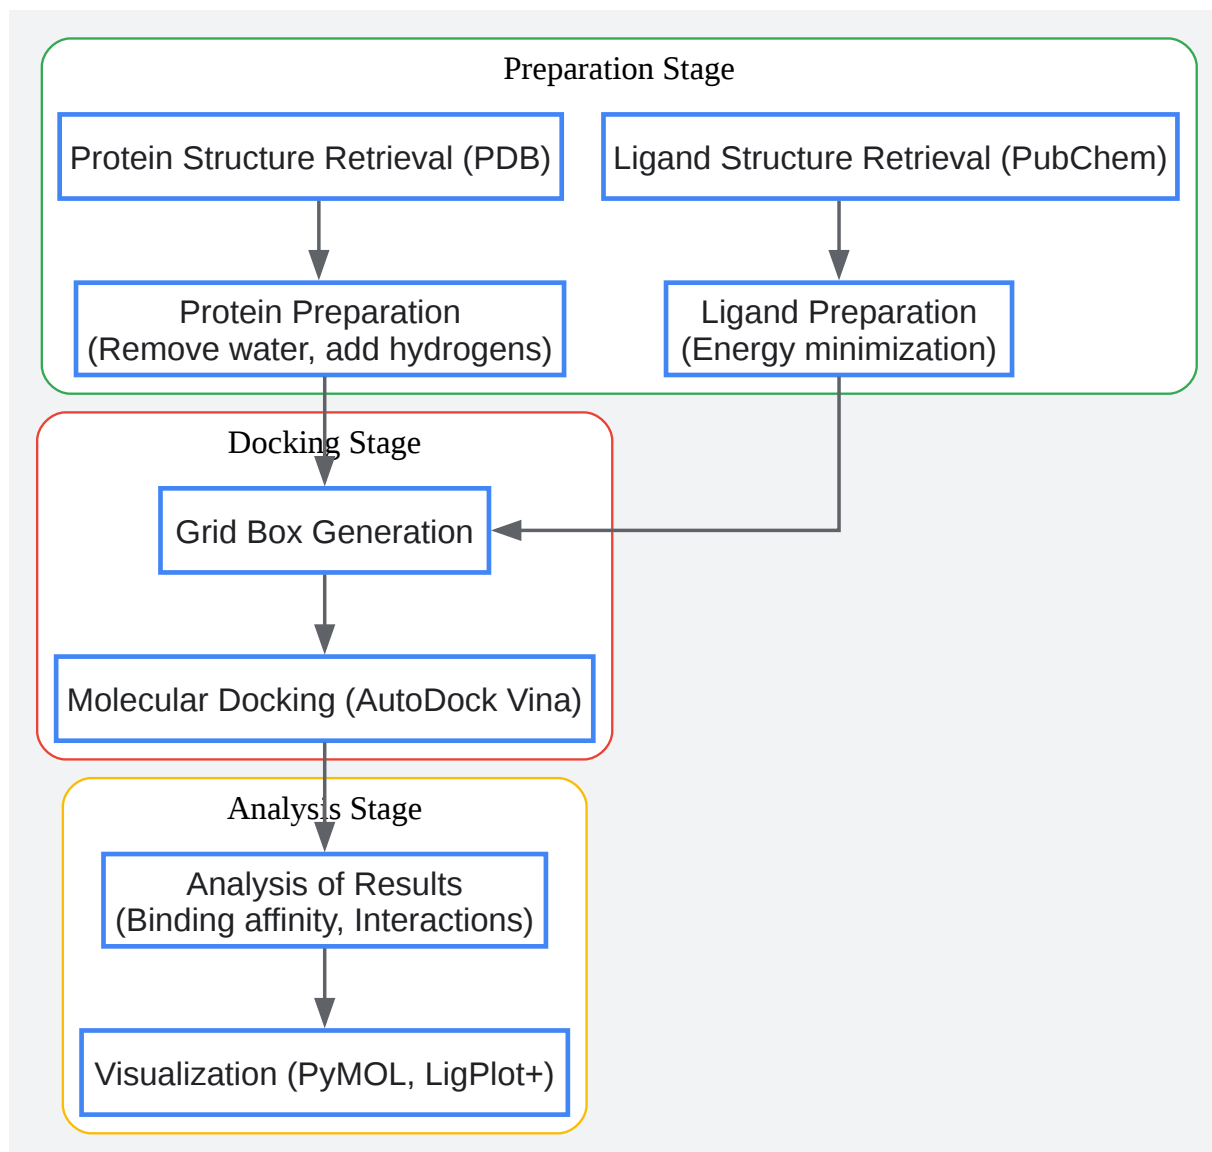 Preparation Stage
Protein Structure Retrieval (PDB)
Ligand Structure Retrieval (PubChem)
Protein Preparation
(Remove water, add hydrogens)
Ligand Preparation
(Energy minimization)
Docking Stage
Grid Box Generation
Molecular Docking (AutoDock Vina)
Analysis Stage
Analysis of Results
(Binding affinity, Interactions)
Visualization (PyMOL, LigPlot+)